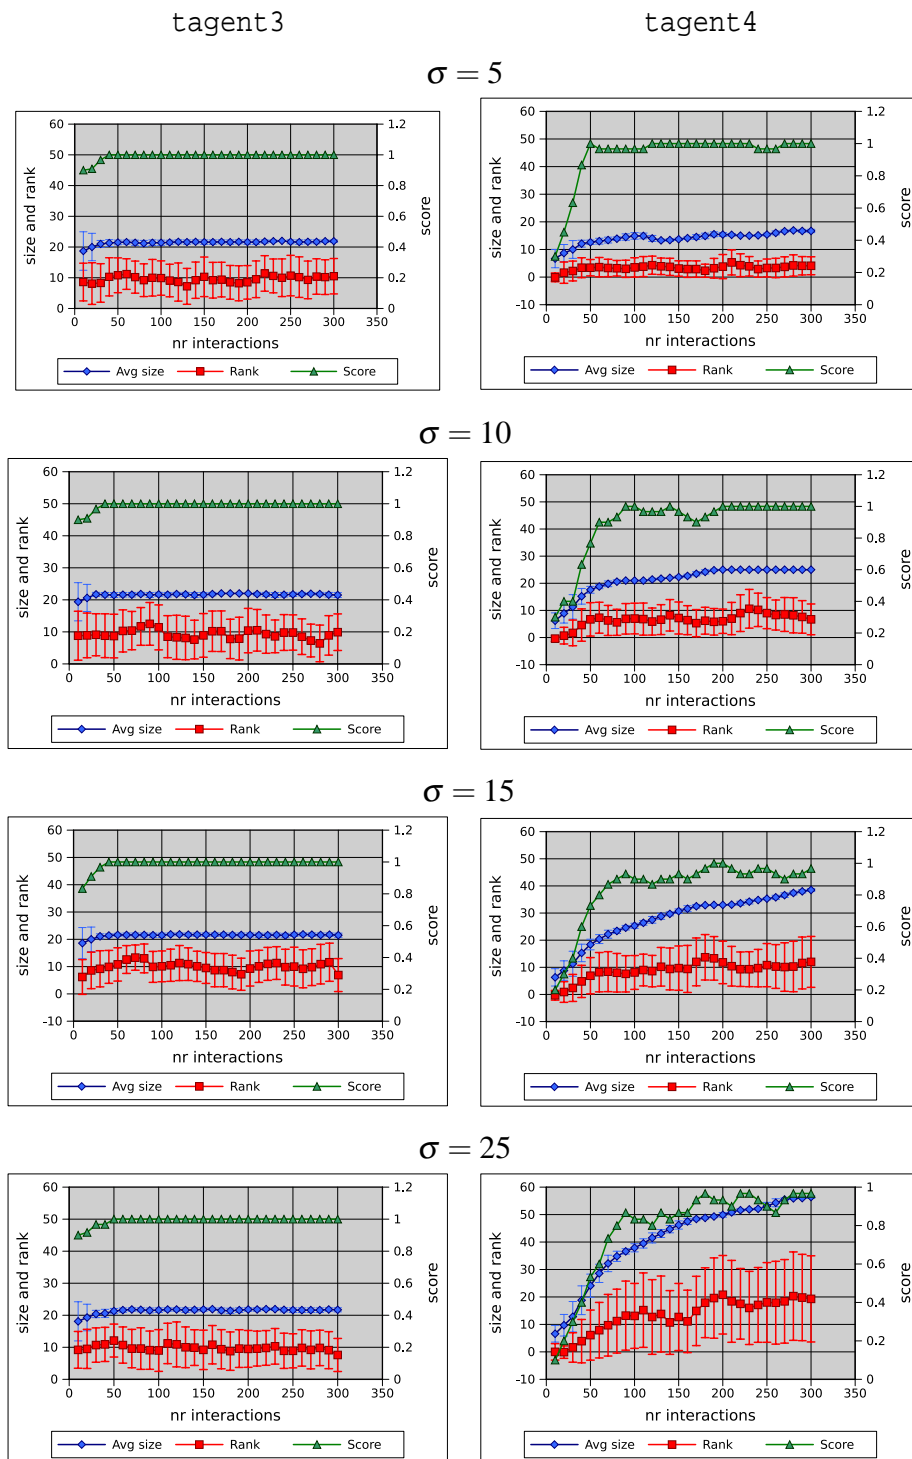 tagent3 tagent4
σ = 5
60 50 40 30 20 10 0
size and rank
1.2 1 0.8 0.6 0.4 0.2 0
score
0 50 100 150 200 250 300 350
nr interactions
Avg size Rank Score
60 50 40 30 20 10 0 -10
size and rank
1.2 1 0.8 0.6 0.4 0.2 0
score
0 50 100 150 200 250 300 350
nr interactions
Avg size Rank Score
σ = 10
60 50 40 30 20 10 0
size and rank
1.2 1 0.8 0.6 0.4 0.2 0
score
0 50 100 150 200 250 300 350
nr interactions
Avg size Rank Score
60 50 40 30 20 10 0 -10
size and rank
1.2 1 0.8 0.6 0.4 0.2 0
score
0 50 100 150 200 250 300 350
nr interactions
Avg size Rank Score
σ = 15
60 50 40 30 20 10 0 -10
size and rank
1.2 1 0.8 0.6 0.4 0.2 0
score
0 50 100 150 200 250 300 350
nr interactions
Avg size Rank Score
60 50 40 30 20 10 0 -10
size and rank
1.2 1 0.8 0.6 0.4 0.2 0
score
0 50 100 150 200 250 300 350
nr interactions
Avg size Rank Score
σ = 25
60 50 40 30 20 10 0
size and rank
1.2 1 0.8 0.6 0.4 0.2 0
score
0 50 100 150 200 250 300 350
nr interactions
Avg size Rank Score
60 50 40 30 20 10 0 -10
size and rank
1 0.8 0.6 0.4 0.2 0
score
0 50 100 150 200 250 300 350
nr interactions
Avg size Rank Score